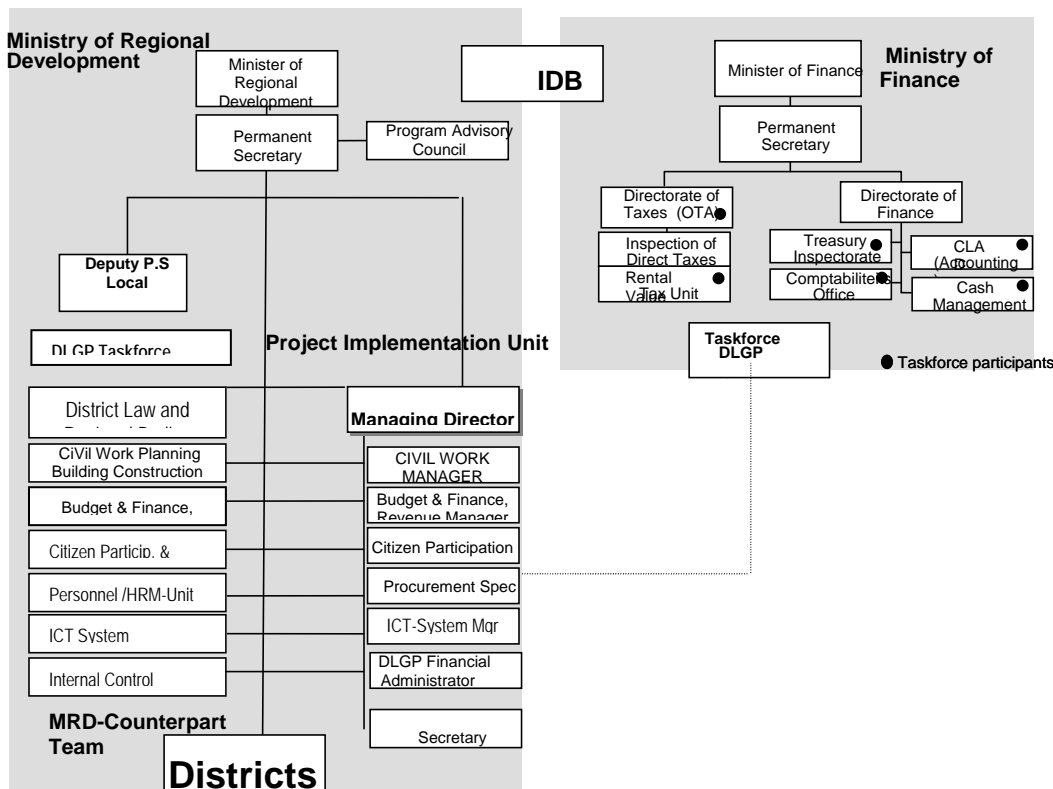 Ministry of Regional
Development
Minister of
Regional
Development
Permanent
Secretary
Program Advisory
Council
IDB
Ministry of
Finance
Minister of Finance
Permanent
Secretary
Directorate of
Taxes (OTA)
Directorate of
Finance
Inspection of
Direct Taxes
Rental
Value
Tax Unit
Treasury
Inspectorate
CLA
(Accounting
Comptabiliteits
Office
Cash
Management
Taskforce
DLGP
Taskforce participants
Deputy P.S
Local
DLGP Taskforce
Project Implementation Unit
Managing Director
District Law and
CiVil Work Planning
Building Construction
Budget & Finance,
Citizen Particip. &
Personnel /HRM-Unit
ICT System
Internal Control
CIVIL WORK
MANAGER
Budget & Finance,
Revenue Manager
Citizen Participation
Procurement Spec
ICT-System Mgr
DLGP Financial
Administrator
Secretary
MRD-Counterpart
Team
Districts